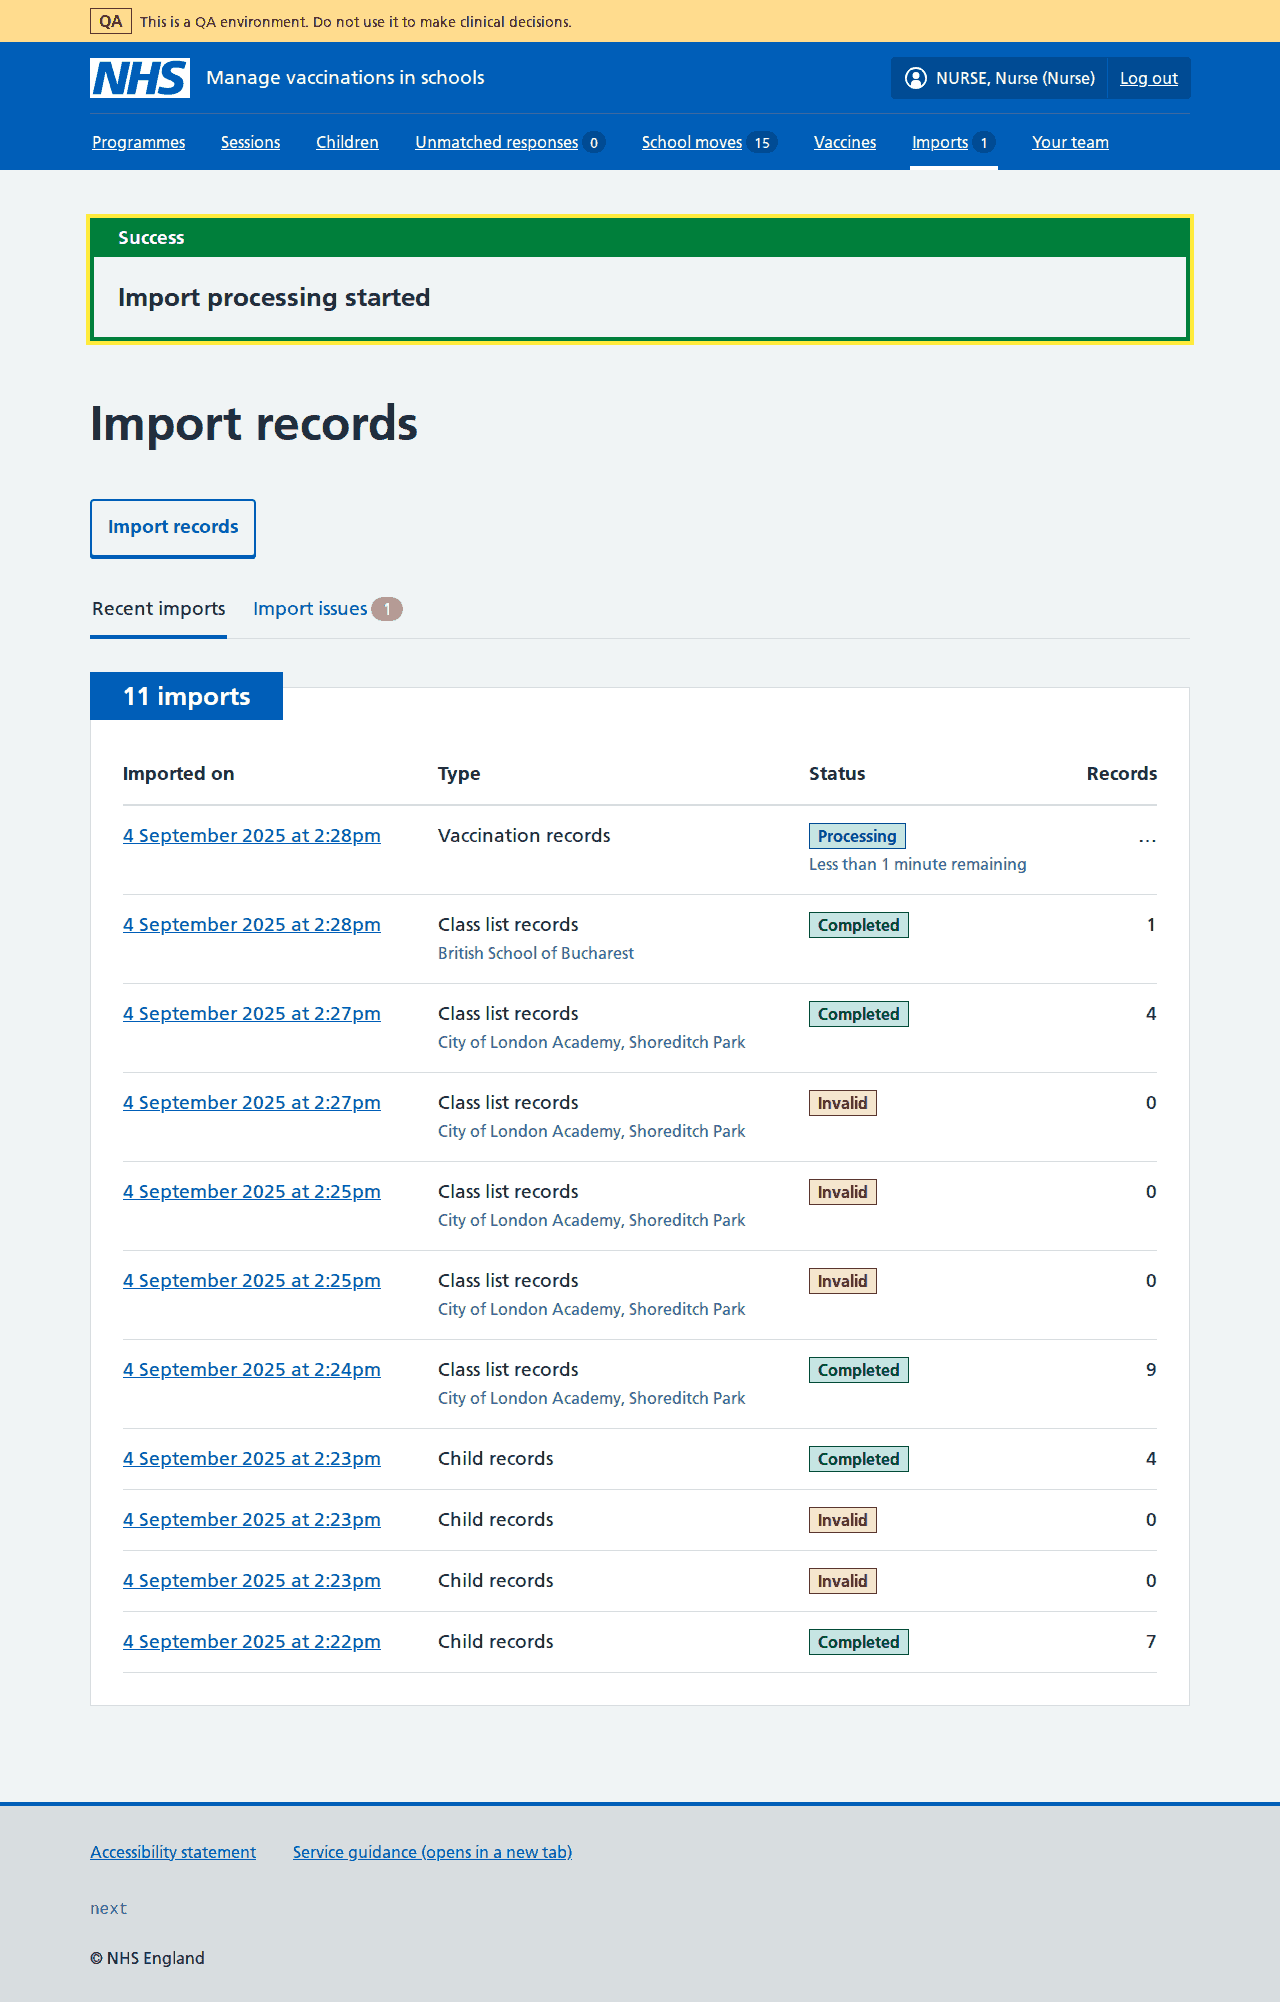 QA This is a QA environment. Do not use it to make clinical decisions.
NHS Manage vaccinations in schools NURSE, Nurse (Nurse) Log out
Programmes Sessions Children Unmatched responses 0 School moves 15 Vaccines Imports 1 Your team
Success
Import processing started
Import records
Import records
Recent imports Import issues 1
11 imports
Imported on Type Status Records
4 September 2025 at 2:28pm Vaccination records Processing ...
Less than 1 minute remaining
4 September 2025 at 2:28pm Class list records Completed 1
British School of Bucharest
4 September 2025 at 2:27pm Class list records Completed 4
City of London Academy, Shoreditch Park
4 September 2025 at 2:27pm Class list records Invalid 0
City of London Academy, Shoreditch Park
4 September 2025 at 2:25pm Class list records Invalid 0
City of London Academy, Shoreditch Park
4 September 2025 at 2:25pm Class list records Invalid 0
City of London Academy, Shoreditch Park
4 September 2025 at 2:24pm Class list records Completed 9
City of London Academy, Shoreditch Park
4 September 2025 at 2:23pm Child records Completed 4
4 September 2025 at 2:23pm Child records Invalid 0
4 September 2025 at 2:23pm Child records Invalid 0
4 September 2025 at 2:22pm Child records Completed 7
Accessibility statement Service guidance (opens in a new tab)
next
© NHS England